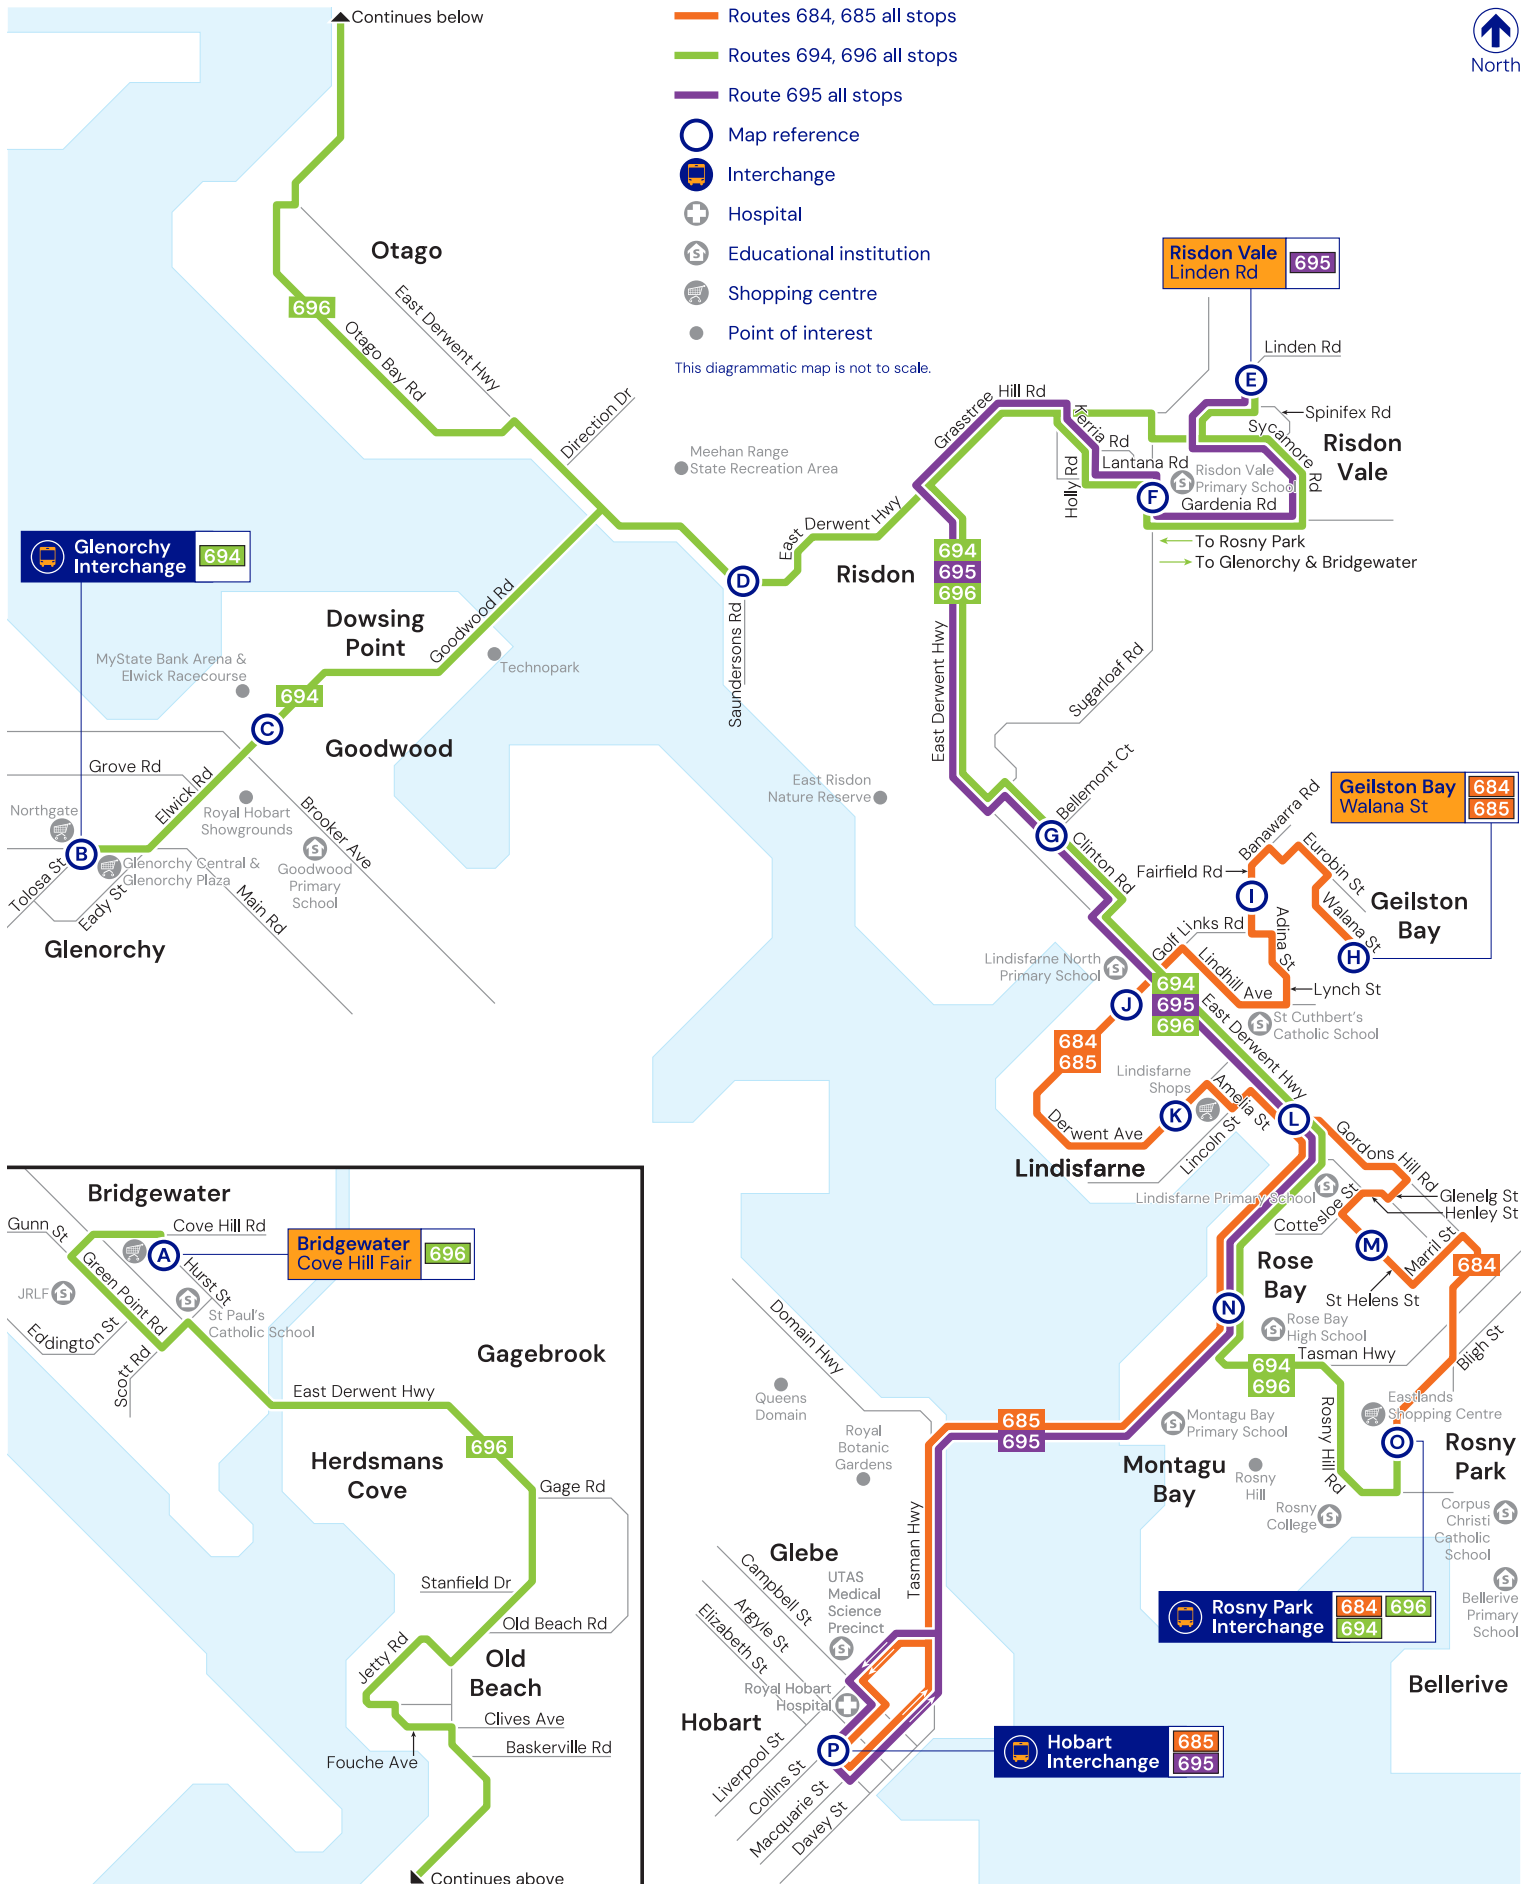 Continues below
Routes 684, 685 all stops
Routes 694, 696 all stops
Route 695 all stops
Map reference
Interchange
Hospital
Educational institution
Shopping centre
Point of interest
This diagrammatic map is not to scale.
North
Otago
East Derwent Hwy
696
Otago Bay Rd
Direction Dr
Meehan Range
State Recreation Area
Risdon Vale
Linden Rd
695
Linden Rd
E
Spinifex Rd
Sycamore Rd
Risdon
Vale
Grasstree Hill Rd
Kerria Rd
Lantana Rd
Holly Rd
Risdon Vale
Primary School
F
Gardenia Rd
To Rosny Park
To Glenorchy & Bridgewater
East Derwent Hwy
Risdon
694
695
696
D
Saundersons Rd
Glenorchy
Interchange
694
Dowsing
Point
Goodwood Rd
Technopark
MyState Bank Arena &
Elwick Racecourse
694
C
Goodwood
Grove Rd
Elwick Rd
Northgate
Royal Hobart
Showgrounds
Brooker Ave
B
Tolosa St
Glenorchy Central &
Glenorchy Plaza
Goodwood
Primary
School
Eady St
Main Rd
Glenorchy
East Derwent Hwy
Sugarloaf Rd
East Risdon
Nature Reserve
Bellemont Ct
G
Clinton Rd
Geilston Bay
Walana St
684
685
Banawarra Rd
Eurobin St
Fairfield Rd
I
Walana St
Geilston
Bay
H
Golf Links Rd
Adina St
Lindhill Ave
Lynch St
Lindisfarne North
Primary School
J
694
695
696
St Cuthbert's
Catholic School
684
685
East Derwent Hwy
Lindisfarne
Shops
Amelia St
K
L
Derwent Ave
Lincoln St
Lindisfarne
Gordons Hill Rd
Lindisfarne Primary School
Glenelg St
Henley St
Cottesloe St
M
Marril St
684
Rose
Bay
St Helens St
N
Rose Bay
High School
Tasman Hwy
Bligh St
694
696
Domain Hwy
Queens
Domain
Royal
Botanic
Gardens
685
695
Montagu Bay
Primary School
Rosny Hill Rd
Eastlands
Shopping Centre
O
Rosny
Park
Montagu
Bay
Rosny
Hill
Rosny
College
Corpus
Christi
Catholic
School
Bellerive
Primary
School
Rosny Park
Interchange
684
696
694
Bellerive
Tasman Hwy
Glebe
Campbell St
UTAS
Medical
Science
Precinct
Argyle St
Elizabeth St
Royal Hobart
Hospital
Hobart
P
Liverpool St
Collins St
Macquarie St
Davey St
Hobart
Interchange
685
695
Bridgewater
Gunn St
Cove Hill Rd
A
Bridgewater
Cove Hill Fair
696
Hurst St
Green Point Rd
JRLF
St Paul's
Catholic School
Eddington St
Scott Rd
Gagebrook
East Derwent Hwy
696
Herdsmans
Cove
Gage Rd
Stanfield Dr
Old Beach Rd
Jetty Rd
Old
Beach
Clives Ave
Baskerville Rd
Fouche Ave
Continues above